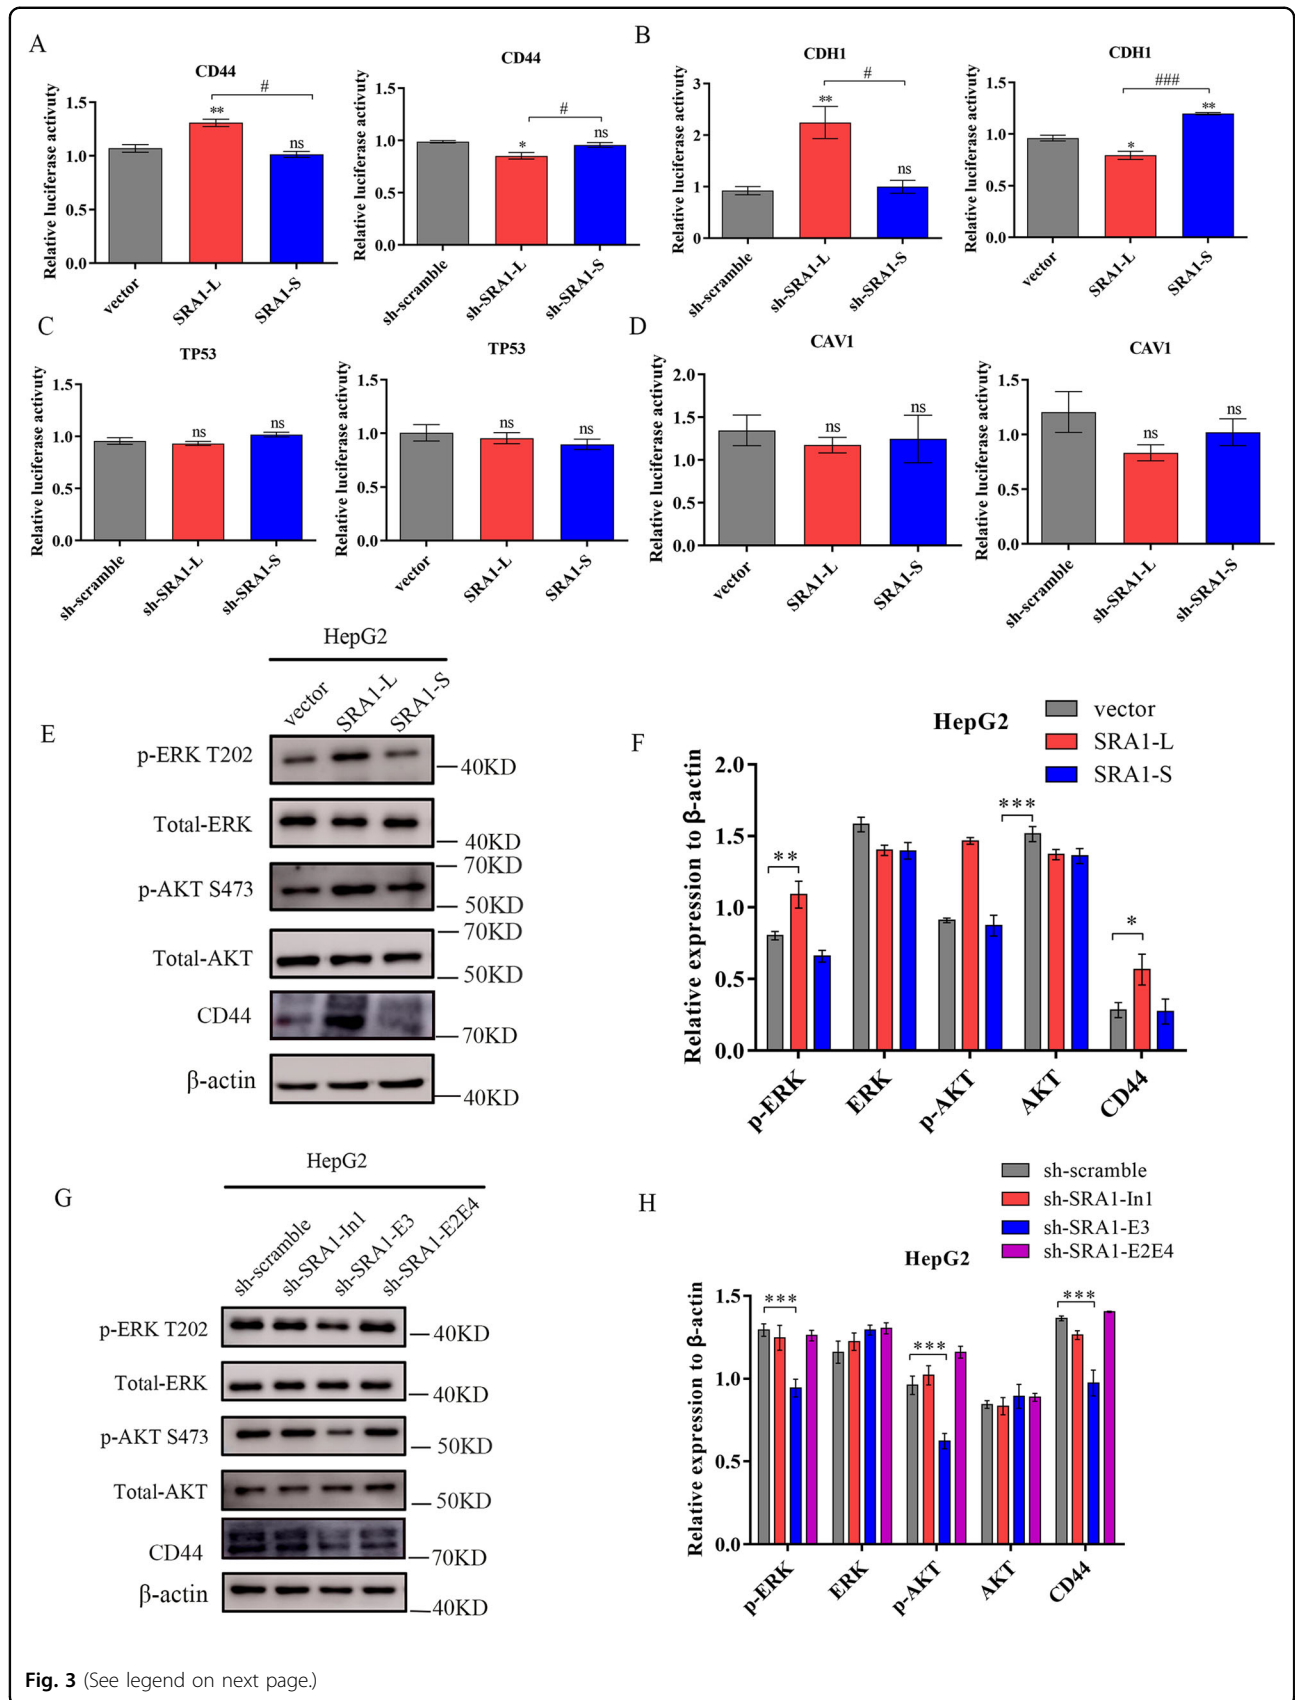 A
CD44
#
Relative luciferase activuty
1.5
1.0
0.5
0.0
**
ns
vector
SRA1-L
SRA1-S
CD44
#
Relative luciferase activuty
1.5
1.0
0.5
0.0
*
ns
sh-scramble
sh-SRA1-L
sh-SRA1-S
B
CDH1
#
Relative luciferase activuty
3
2
1
0
**
ns
sh-scramble
sh-SRA1-L
sh-SRA1-S
CDH1
###
Relative luciferase activuty
1.5
1.0
0.5
0.0
*
**
vector
SRA1-L
SRA1-S
C
TP53
Relative luciferase activuty
1.5
1.0
0.5
0.0
ns
ns
sh-scramble
sh-SRA1-L
sh-SRA1-S
TP53
Relative luciferase activuty
1.5
1.0
0.5
0.0
ns
ns
vector
SRA1-L
SRA1-S
D
CAV1
Relative luciferase activuty
2.0
1.5
1.0
0.5
0.0
ns
ns
vector
SRA1-L
SRA1-S
CAV1
Relative luciferase activuty
1.5
1.0
0.5
0.0
ns
ns
sh-scramble
sh-SRA1-L
sh-SRA1-S
E
HepG2
vector
SRA1-L
SRA1-S
p-ERK T202
40KD
Total-ERK
40KD
70KD
p-AKT S473
50KD
70KD
Total-AKT
50KD
CD44
70KD
β-actin
40KD
F
HepG2
vector
SRA1-L
SRA1-S
Relative expression to β-actin
2.0
1.5
1.0
0.5
0.0
**
***
*
p-ERK
ERK
p-AKT
AKT
CD44
G
HepG2
sh-scramble
sh-SRA1-In1
sh-SRA1-E3
sh-SRA1-E2E4
p-ERK T202
40KD
Total-ERK
40KD
p-AKT S473
50KD
Total-AKT
50KD
CD44
70KD
β-actin
40KD
H
sh-scramble
sh-SRA1-In1
sh-SRA1-E3
sh-SRA1-E2E4
HepG2
Relative expression to β-actin
1.5
1.0
0.5
0.0
***
***
***
p-ERK
ERK
p-AKT
AKT
CD44
Fig. 3 (See legend on next page.)